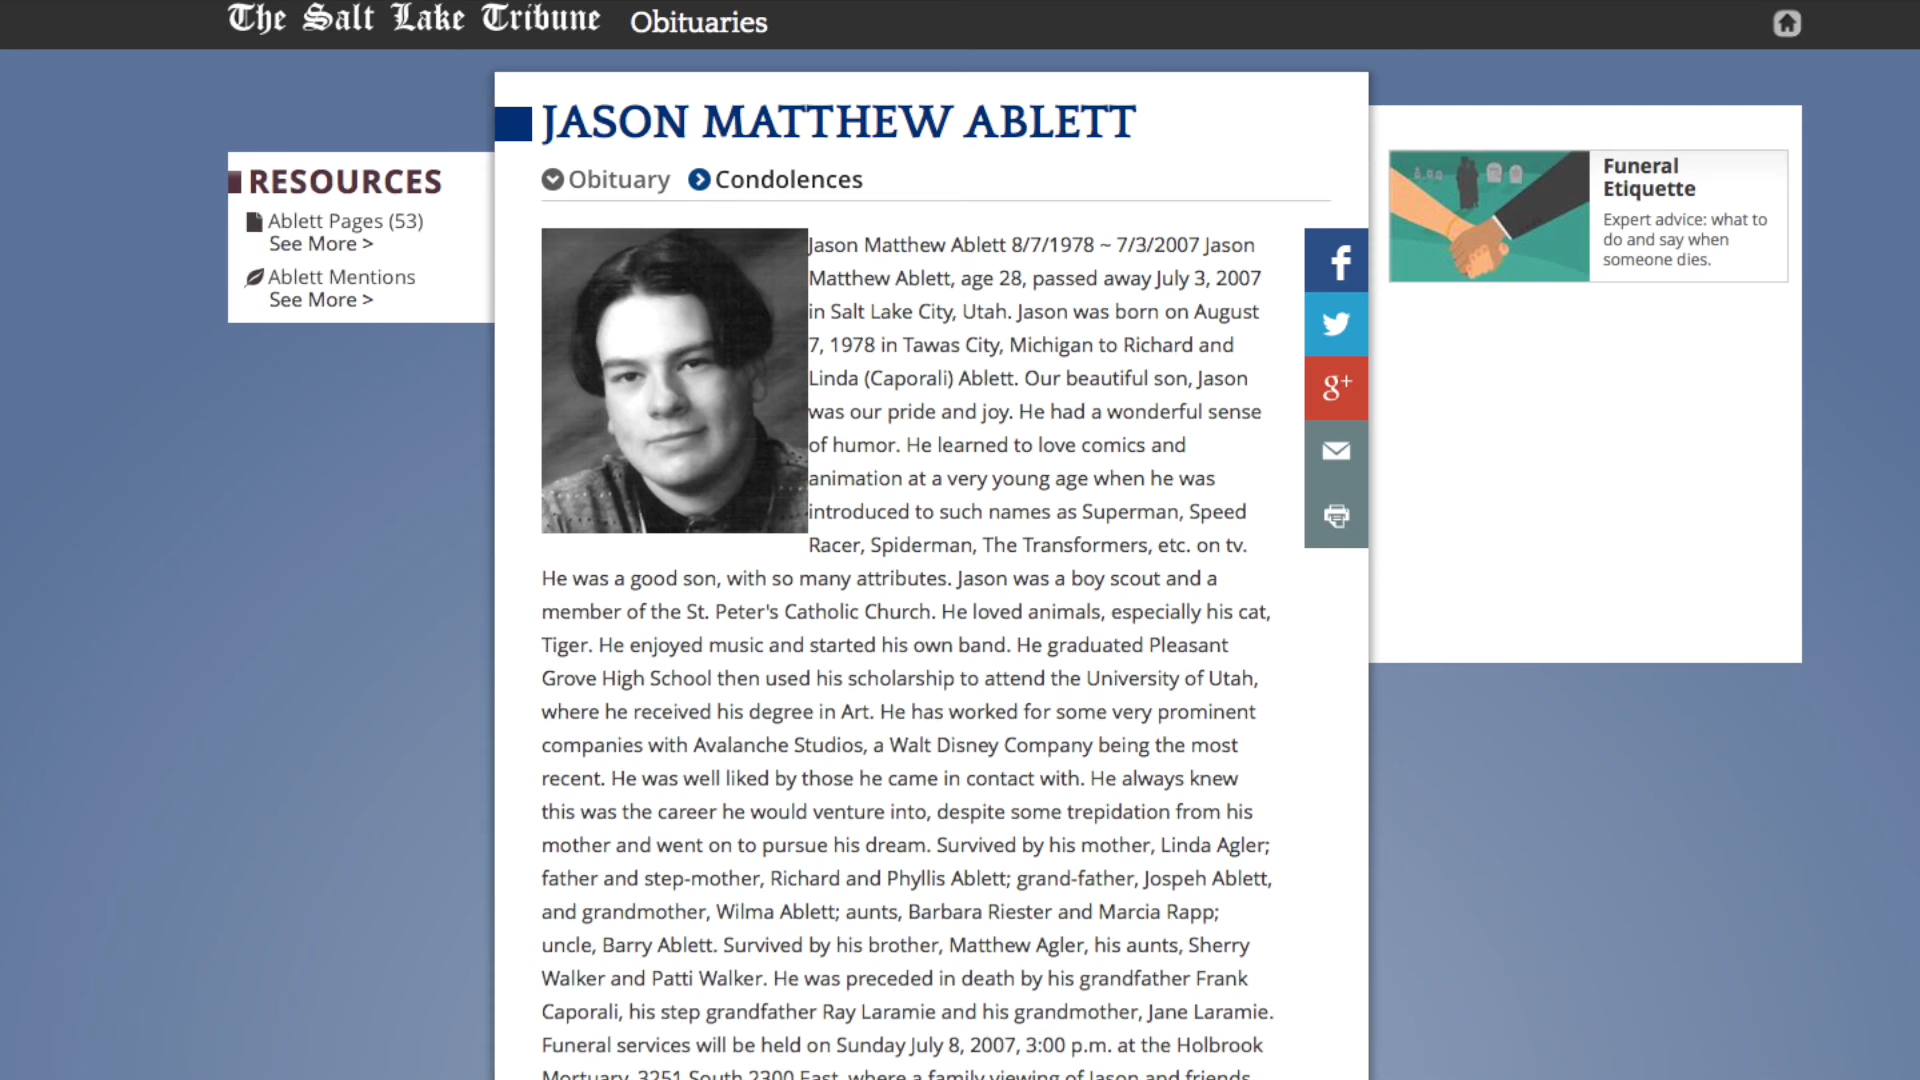 The Salt Lake Tribune Obituaries
JASON MATTHEW ABLETT
Obituary Condolences
RESOURCES
Ablett Pages (53)
See More >
Ablett Mentions
See More >
Jason Matthew Ablett 8/7/1978 ~ 7/3/2007 Jason
Matthew Ablett, age 28, passed away July 3, 2007
in Salt Lake City, Utah. Jason was born on August
7, 1978 in Tawas City, Michigan to Richard and
Linda (Caporali) Ablett. Our beautiful son, Jason
was our pride and joy. He had a wonderful sense
of humor. He learned to love comics and
animation at a very young age when he was
introduced to such names as Superman, Speed
Racer, Spiderman, The Transformers, etc. on tv.
He was a good son, with so many attributes. Jason was a boy scout and a
member of the St. Peter's Catholic Church. He loved animals, especially his cat,
Tiger. He enjoyed music and started his own band. He graduated Pleasant
Grove High School then used his scholarship to attend the University of Utah,
where he received his degree in Art. He has worked for some very prominent
companies with Avalanche Studios, a Walt Disney Company being the most
recent. He was well liked by those he came in contact with. He always knew
this was the career he would venture into, despite some trepidation from his
mother and went on to pursue his dream. Survived by his mother, Linda Agler;
father and step-mother, Richard and Phyllis Ablett; grand-father, Jospeh Ablett,
and grandmother, Wilma Ablett; aunts, Barbara Riester and Marcia Rapp;
uncle, Barry Ablett. Survived by his brother, Matthew Agler, his aunts, Sherry
Walker and Patti Walker. He was preceded in death by his grandfather Frank
Caporali, his step grandfather Ray Laramie and his grandmother, Jane Laramie.
Funeral services will be held on Sunday July 8, 2007, 3:00 p.m. at the Holbrook
Mortuary, 3251 South 2300 East, where a family viewing of Jason and friends
f
g+
Funeral
Etiquette
Expert advice: what to
do and say when
someone dies.